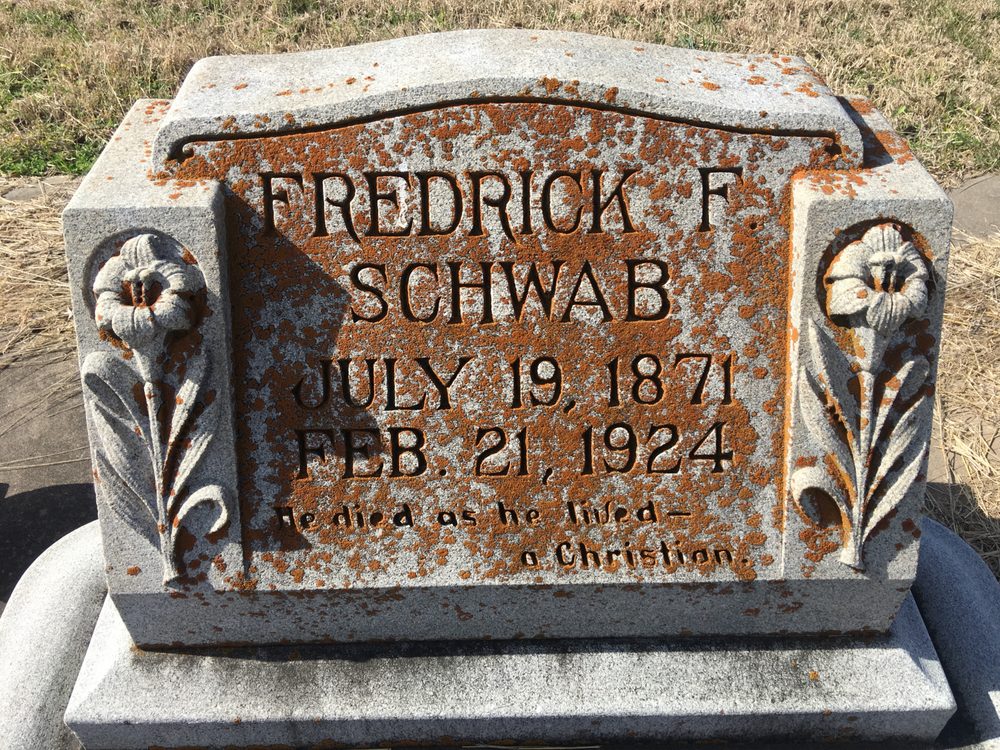 FREDRICK F.
SCHWAB
JULY 19, 1871
FEB. 21, 1924
He died as he lived—
a Christian.